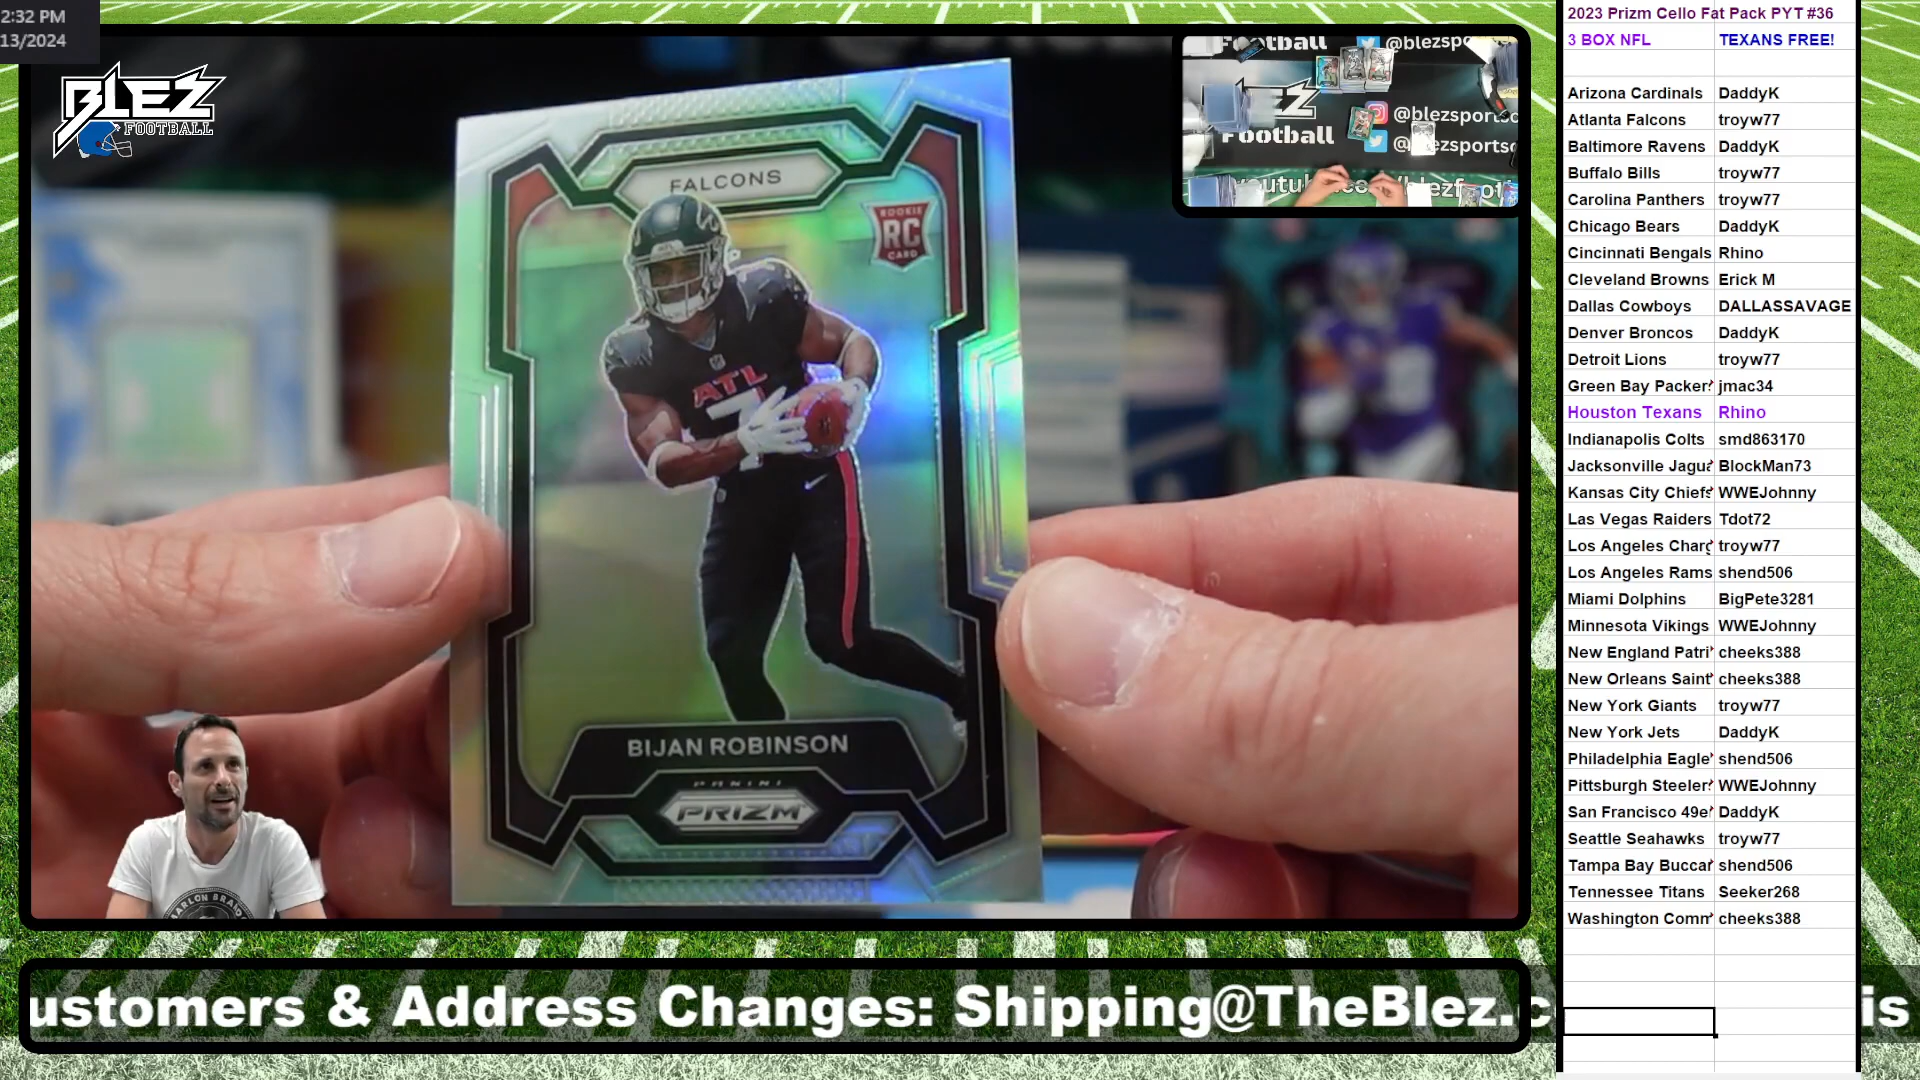 2:32 PM
13/2024
BLEZ
FOOTBALL
FALCONS
ROOKIE
RC
CARD
ATL
7
BIJAN ROBINSON
PANINI
PRIZM
MARLON BRAND
Football
@blezsp
@blezsport
Football
@blezsports
2023 Prizm Cello Fat Pack PYT #36
3 BOX NFL TEXANS FREE!
Arizona Cardinals DaddyK
Atlanta Falcons troyw77
Baltimore Ravens DaddyK
Buffalo Bills troyw77
Carolina Panthers troyw77
Chicago Bears DaddyK
Cincinnati Bengals Rhino
Cleveland Browns Erick M
Dallas Cowboys DALLASSAVAGE
Denver Broncos DaddyK
Detroit Lions troyw77
Green Bay Packer jmac34
Houston Texans Rhino
Indianapolis Colts smd863170
Jacksonville Jagu BlockMan73
Kansas City Chiefs WWEJohnny
Las Vegas Raiders Tdot72
Los Angeles Charg troyw77
Los Angeles Rams shend506
Miami Dolphins BigPete3281
Minnesota Vikings WWEJohnny
New England Patri cheeks388
New Orleans Saint cheeks388
New York Giants troyw77
New York Jets DaddyK
Philadelphia Eagle shend506
Pittsburgh Steeler WWEJohnny
San Francisco 49e DaddyK
Seattle Seahawks troyw77
Tampa Bay Buccar shend506
Tennessee Titans Seeker268
Washington Comm cheeks388
ustomers & Address Changes: Shipping@TheBlez.c is